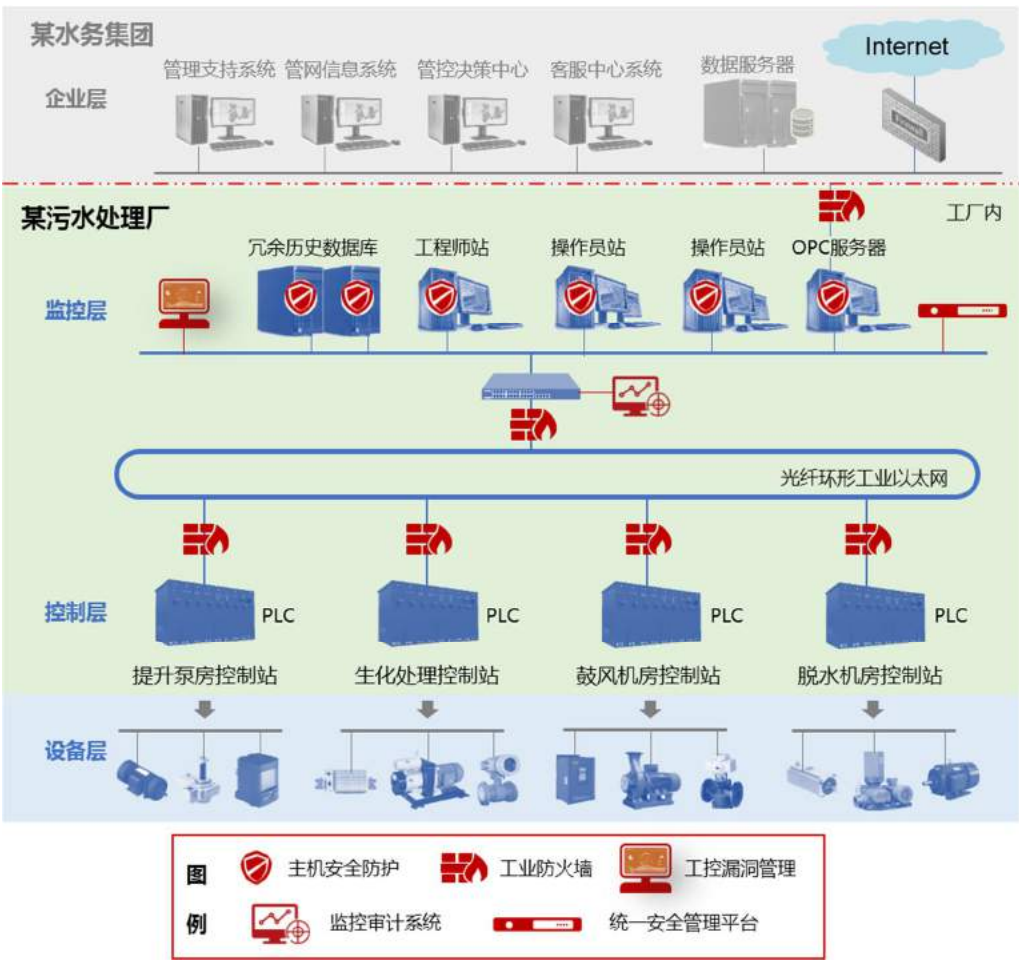 某水务集团
Internet
管理支持系统 管网信息系统 管控决策中心 客服中心系统 数据服务器
企业层
Firewall
某污水处理厂
工厂内
冗余历史数据库 工程师站 操作员站 操作员站 OPC服务器
监控层
光纤环形工业以太网
控制层
PLC PLC PLC PLC
提升泵房控制站 生化处理控制站 鼓风机房控制站 脱水机房控制站
设备层
图例
主机安全防护 工业防火墙 工控漏洞管理
监控审计系统 统一安全管理平台